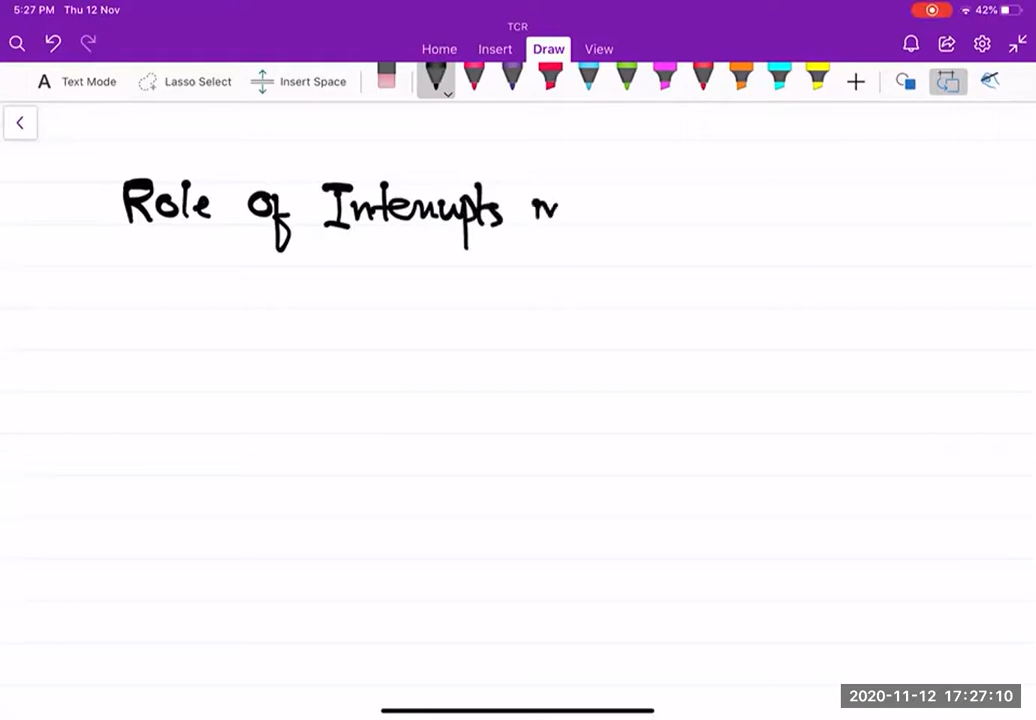 5:27 PM Thu 12 Nov
42%
TCR
Home Insert Draw View
A Text Mode Lasso Select Insert Space
Role of Interrupts
2020-11-12 17:27:10